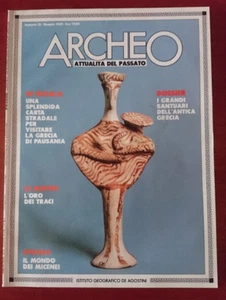 ARCHEO
ATTUALITÀ DEL PASSATO
UNA
SPLENDIDA
CARTA
STRADALE
PER
VISITARE
LA GRECIA
DI PAUSANIA
DOSSIER
I GRANDI
SANTUARI
DELL'ANTICA
GRECIA
L'ORO
DEI TRACI
IL MONDO
DEI MICENEI
ISTITUTO GEOGRAFICO DE AGOSTINI